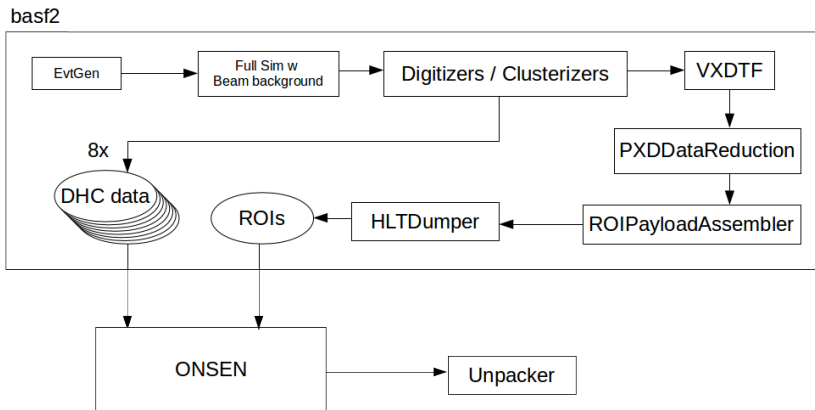 basf2
EvtGen
Full Sim w
Beam background
Digitizers / Clusterizers
VXDTF
8x
PXDDataReduction
DHC data
ROIs
HLTDumper
ROIPayloadAssembler
ONSEN
Unpacker